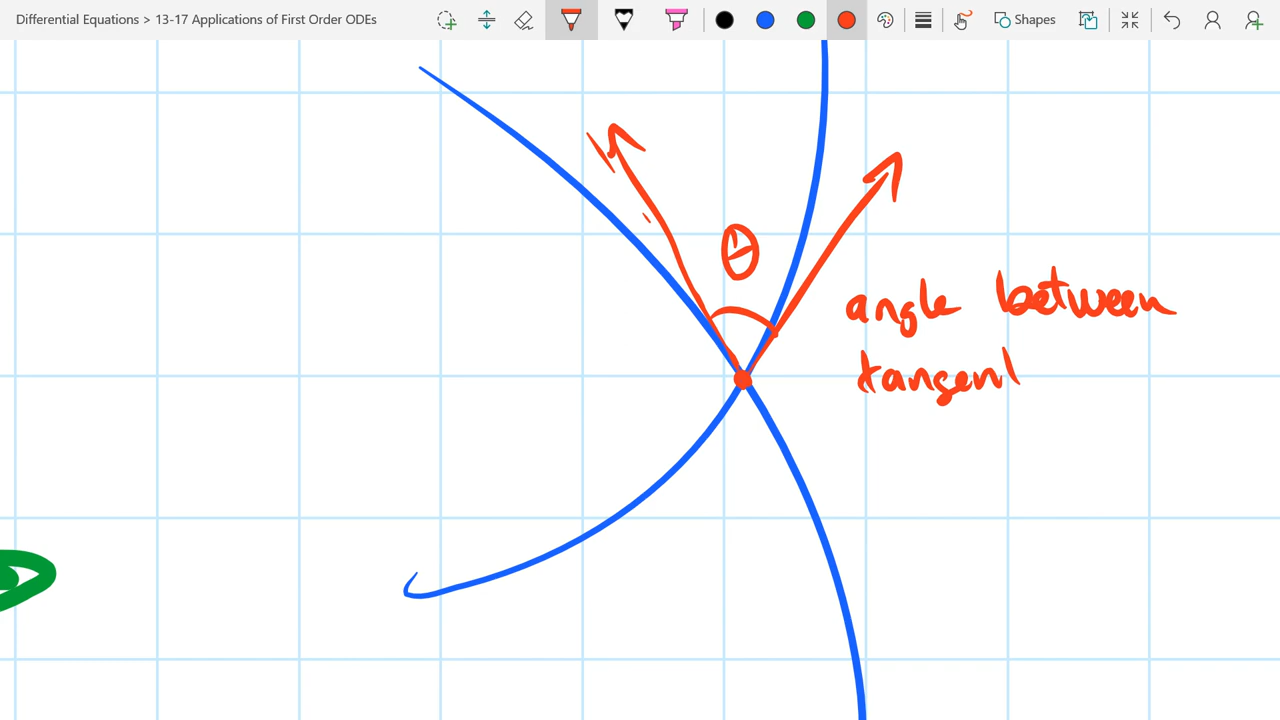 Differential Equations > 13-17 Applications of First Order ODEs
Shapes
θ
angle between
tangent